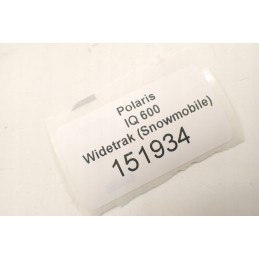 Polaris
IQ 600
Widetrak (Snowmobile)
151934